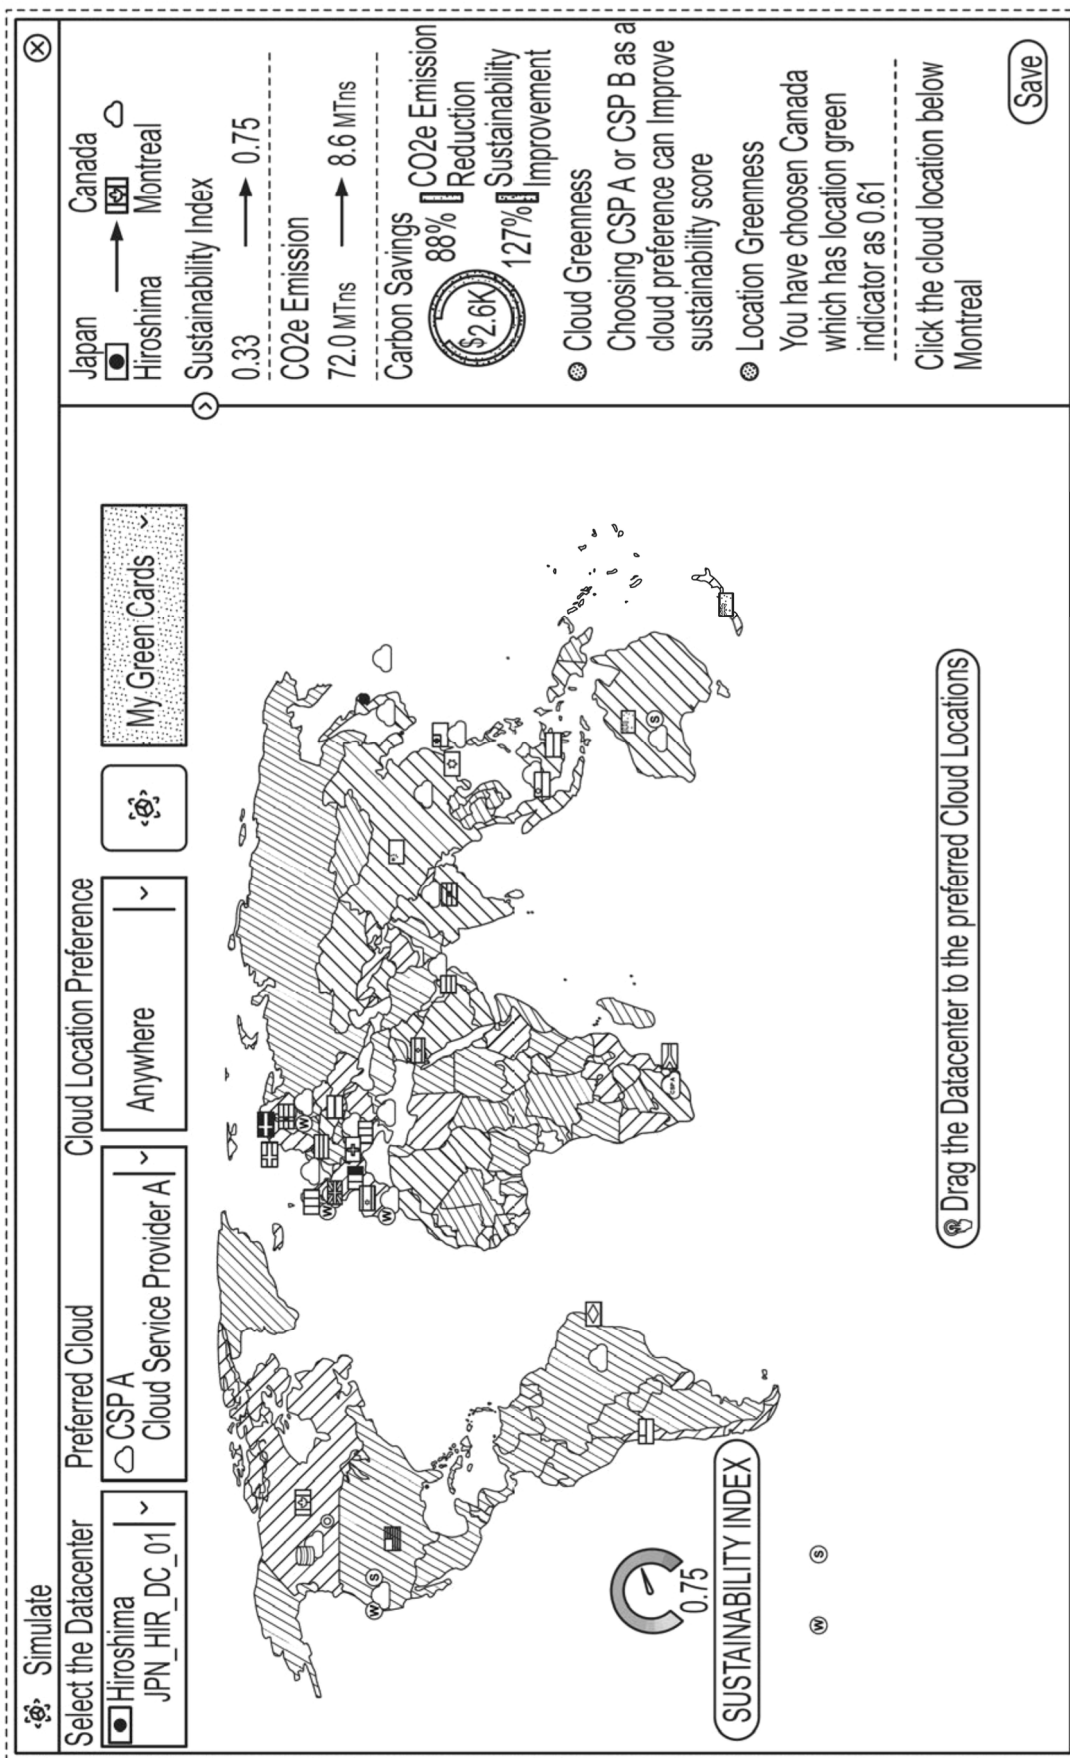 Simulate
Select the Datacenter
Hiroshima
JPN_HIR_DC_01
Preferred Cloud
CSP A
Cloud Service Provider A
Cloud Location Preference
Anywhere
My Green Cards
CSP A
W
W
W
W
S
S
0.75
SUSTAINABILITY INDEX
W
S
Drag the Datacenter to the preferred Cloud Locations
Japan
Canada
Hiroshima
Montreal
Sustainability Index
0.33
0.75
CO2e Emission
72.0 MTns
8.6 MTns
Carbon Savings
$2.6K
88%
CO2e Emission
Reduction
127%
Sustainability
Improvement
Cloud Greenness
Choosing CSP A or CSP B as a
cloud preference can Improve
sustainability score
Location Greenness
You have chosen Canada
which has location green
indicator as 0.61
Click the cloud location below
Montreal
Save